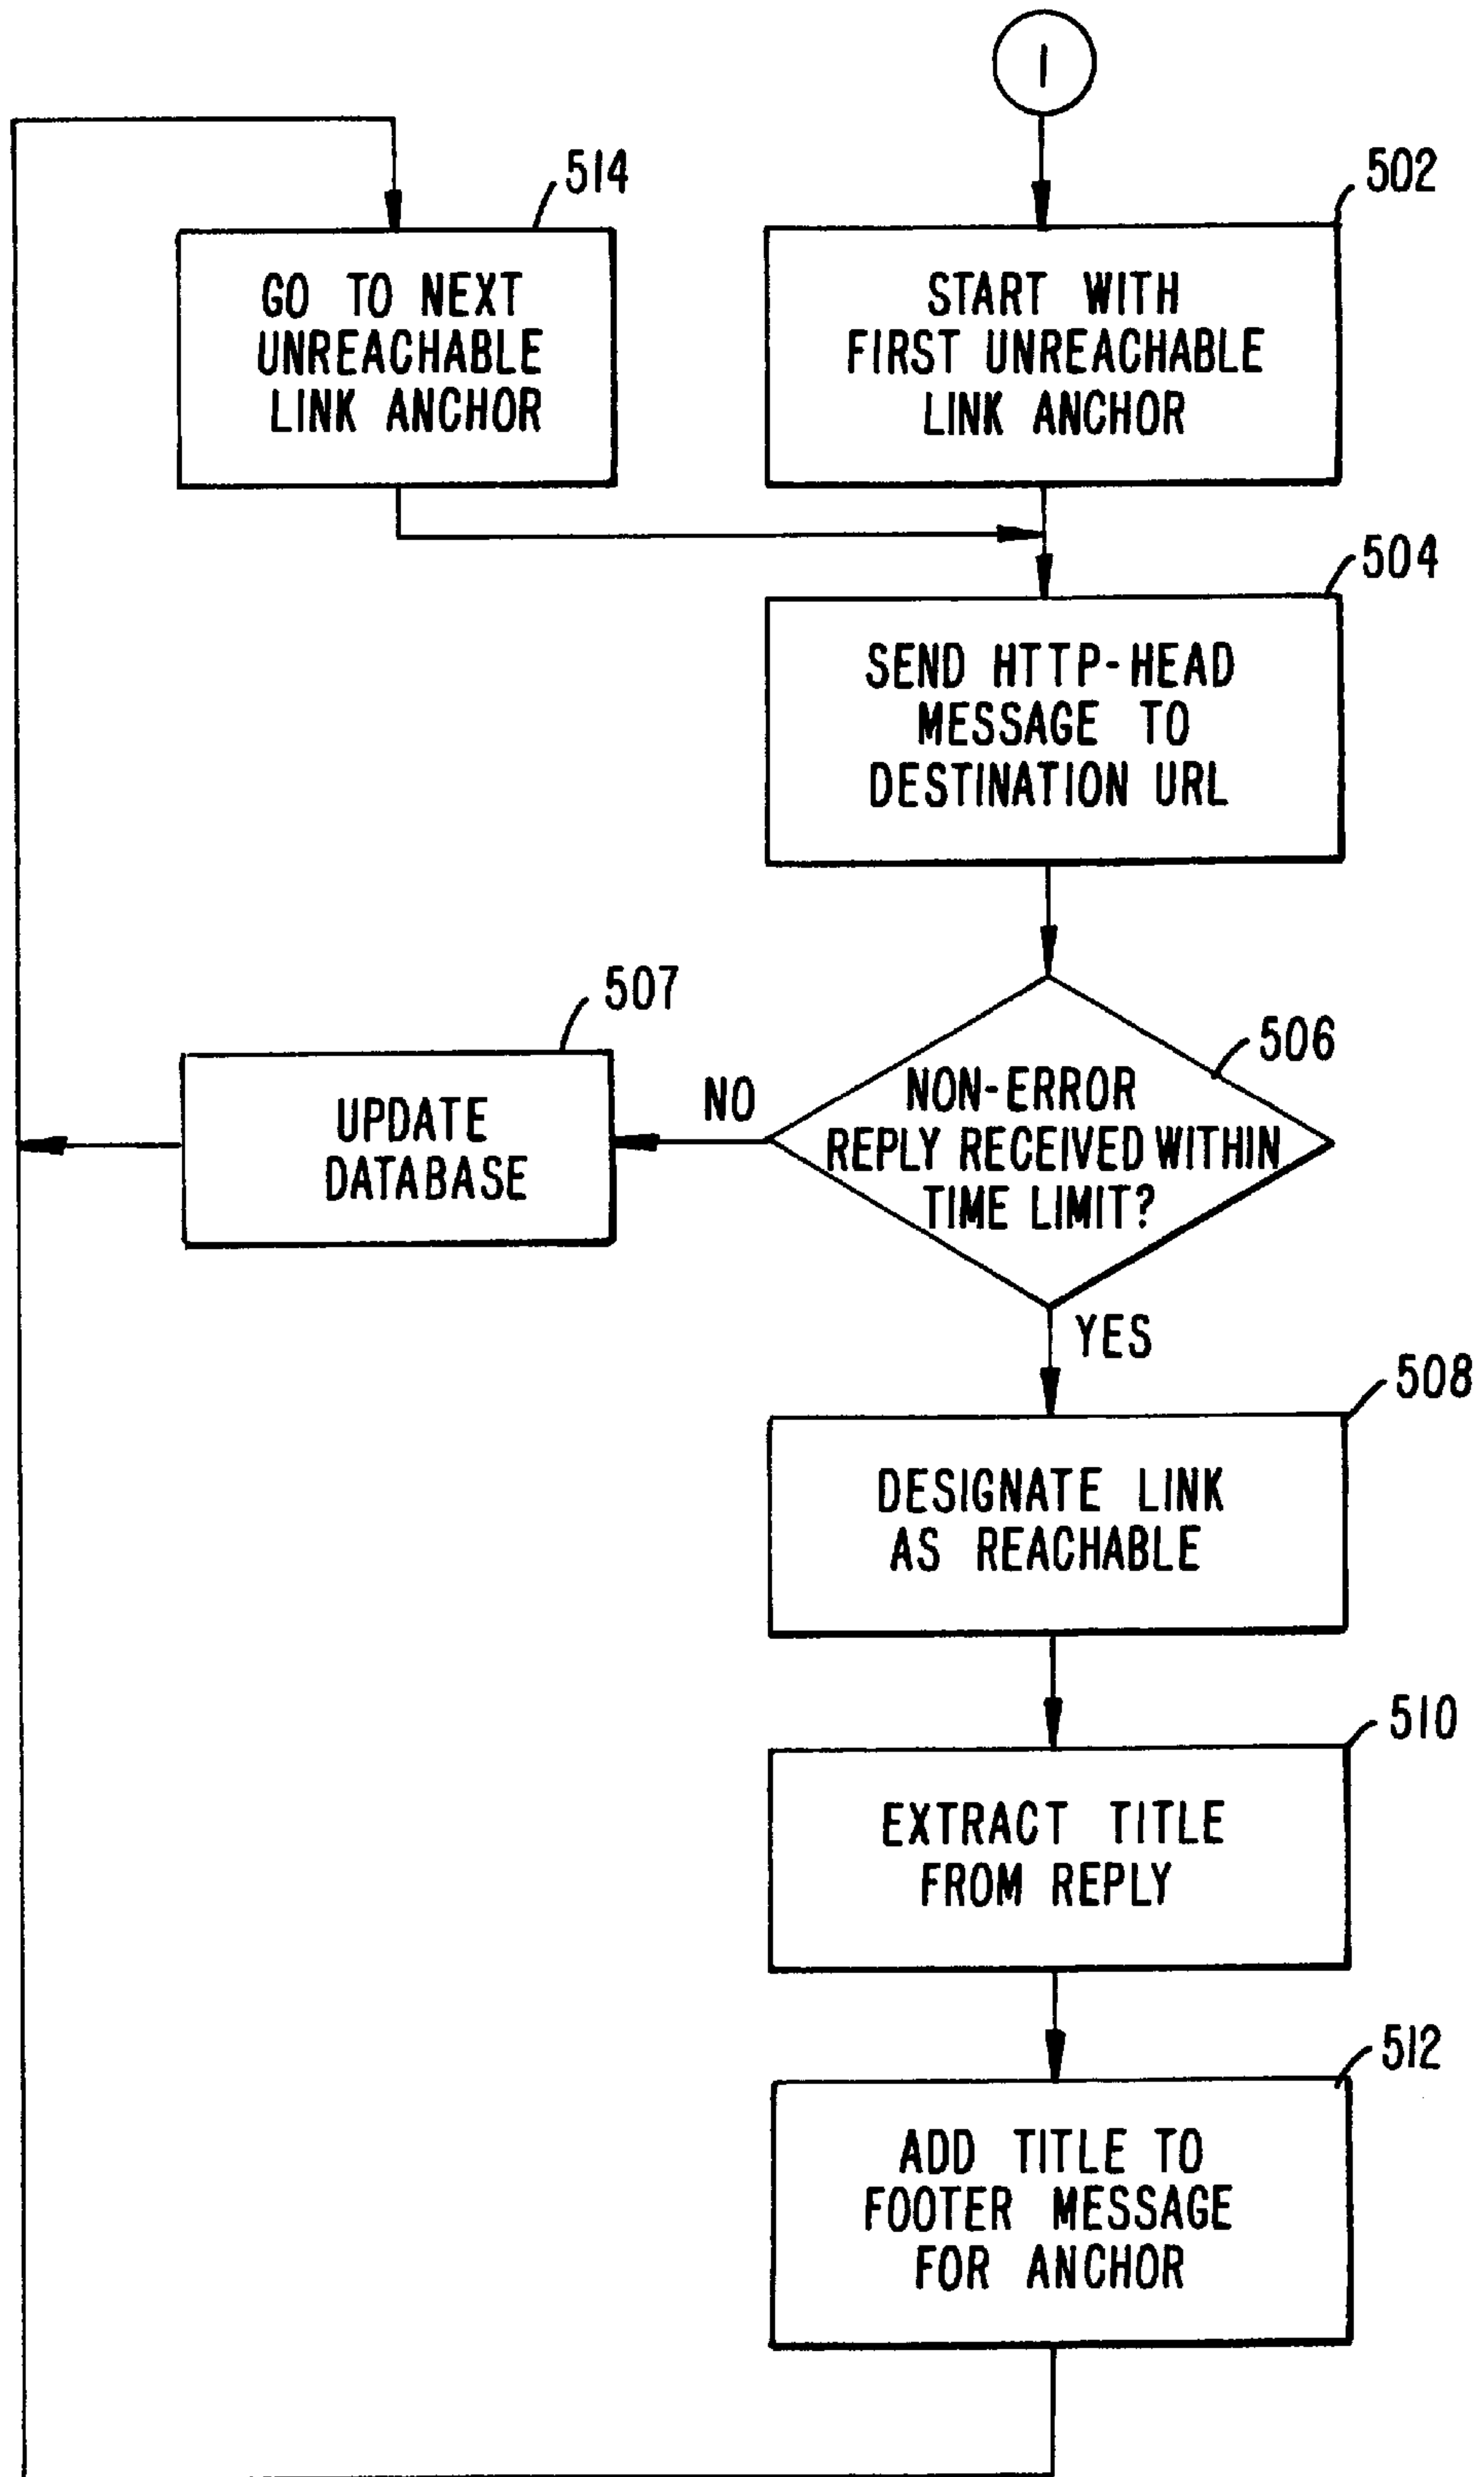 1
514
GO TO NEXT
UNREACHABLE
LINK ANCHOR
502
START WITH
FIRST UNREACHABLE
LINK ANCHOR
504
SEND HTTP-HEAD
MESSAGE TO
DESTINATION URL
506
NON-ERROR
REPLY RECEIVED WITHIN
TIME LIMIT?
NO
507
UPDATE
DATABASE
YES
508
DESIGNATE LINK
AS REACHABLE
510
EXTRACT TITLE
FROM REPLY
512
ADD TITLE TO
FOOTER MESSAGE
FOR ANCHOR